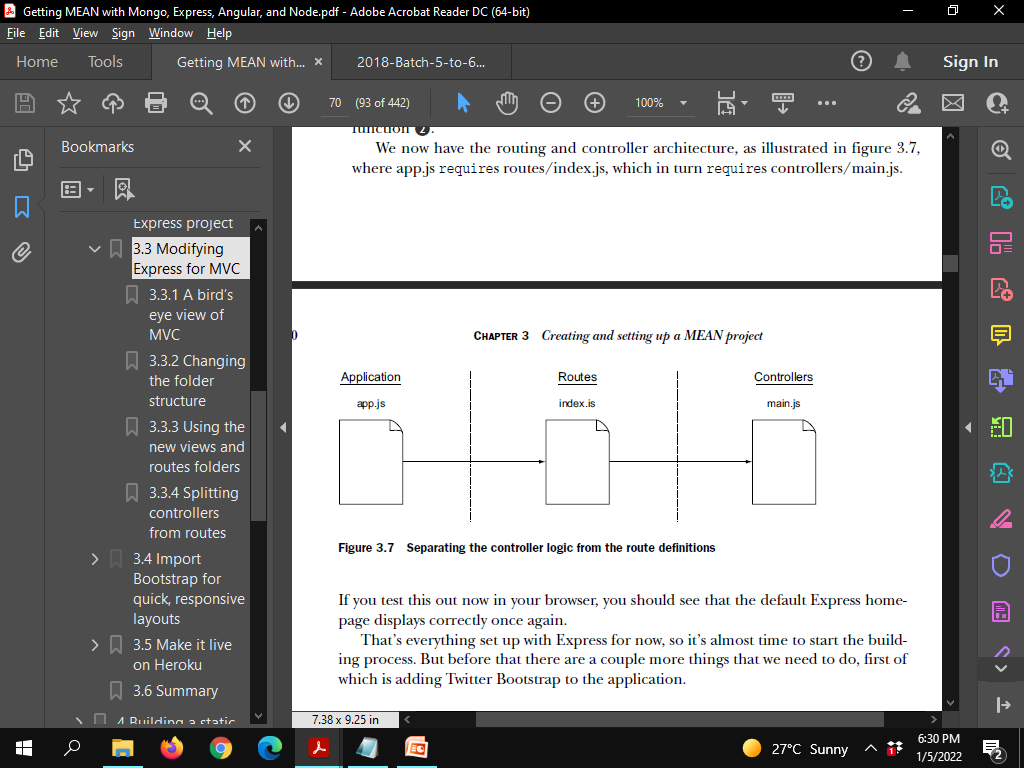 Getting MEAN with Mongo, Express, Angular, and Node.pdf - Adobe Acrobat Reader DC (64-bit)
File Edit View Sign Window Help
Home Tools Getting MEAN with... × 2018-Batch-5-to-6... Sign In
70 (93 of 442) 100%
Bookmarks
Express project
3.3 Modifying
Express for MVC
3.3.1 A bird's
eye view of
MVC
3.3.2 Changing
the folder
structure
3.3.3 Using the
new views and
routes folders
3.3.4 Splitting
controllers
from routes
3.4 Import
Bootstrap for
quick, responsive
layouts
3.5 Make it live
on Heroku
3.6 Summary
4 Building a static
function 2.
We now have the routing and controller architecture, as illustrated in figure 3.7,
where app.js requires routes/index.js, which in turn requires controllers/main.js.
0 CHAPTER 3 Creating and setting up a MEAN project
Application Routes Controllers
app.js index.is main.js
Figure 3.7 Separating the controller logic from the route definitions
If you test this out now in your browser, you should see that the default Express home-
page displays correctly once again.
That's everything set up with Express for now, so it's almost time to start the build-
ing process. But before that there are a couple more things that we need to do, first of
which is adding Twitter Bootstrap to the application.
7.38 x 9.25 in
27°C Sunny 1 6:30 PM
1/5/2022
2